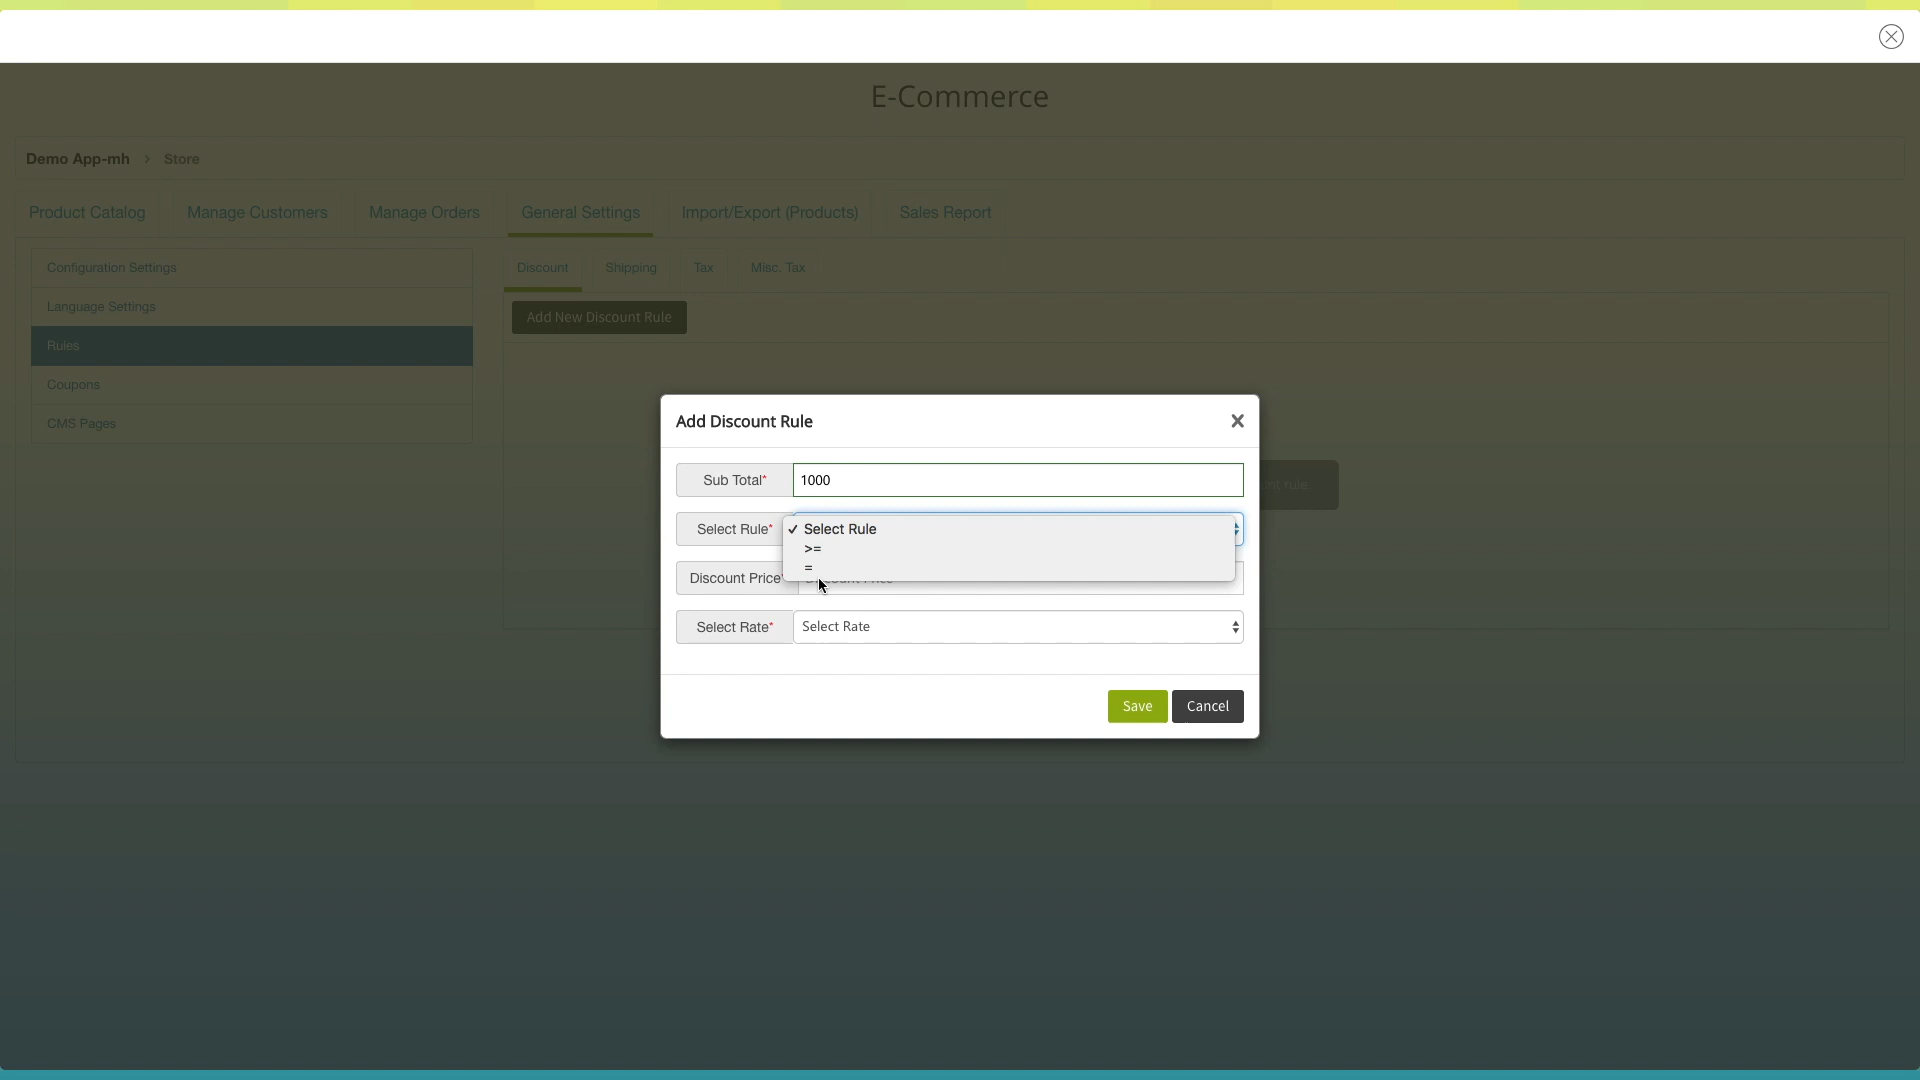 E-Commerce
Demo App-mh › Store
Product Catalog Manage Customers Manage Orders General Settings Import/Export (Products) Sales Report
Configuration Settings
Language Settings
Rules
Coupons
CMS Pages
Discount Shipping Tax Misc. Tax
Add New Discount Rule
Add Discount Rule
Sub Total* 1000
Select Rule* ✓ Select Rule
>=
=
Discount Price
Select Rate* Select Rate
Save Cancel